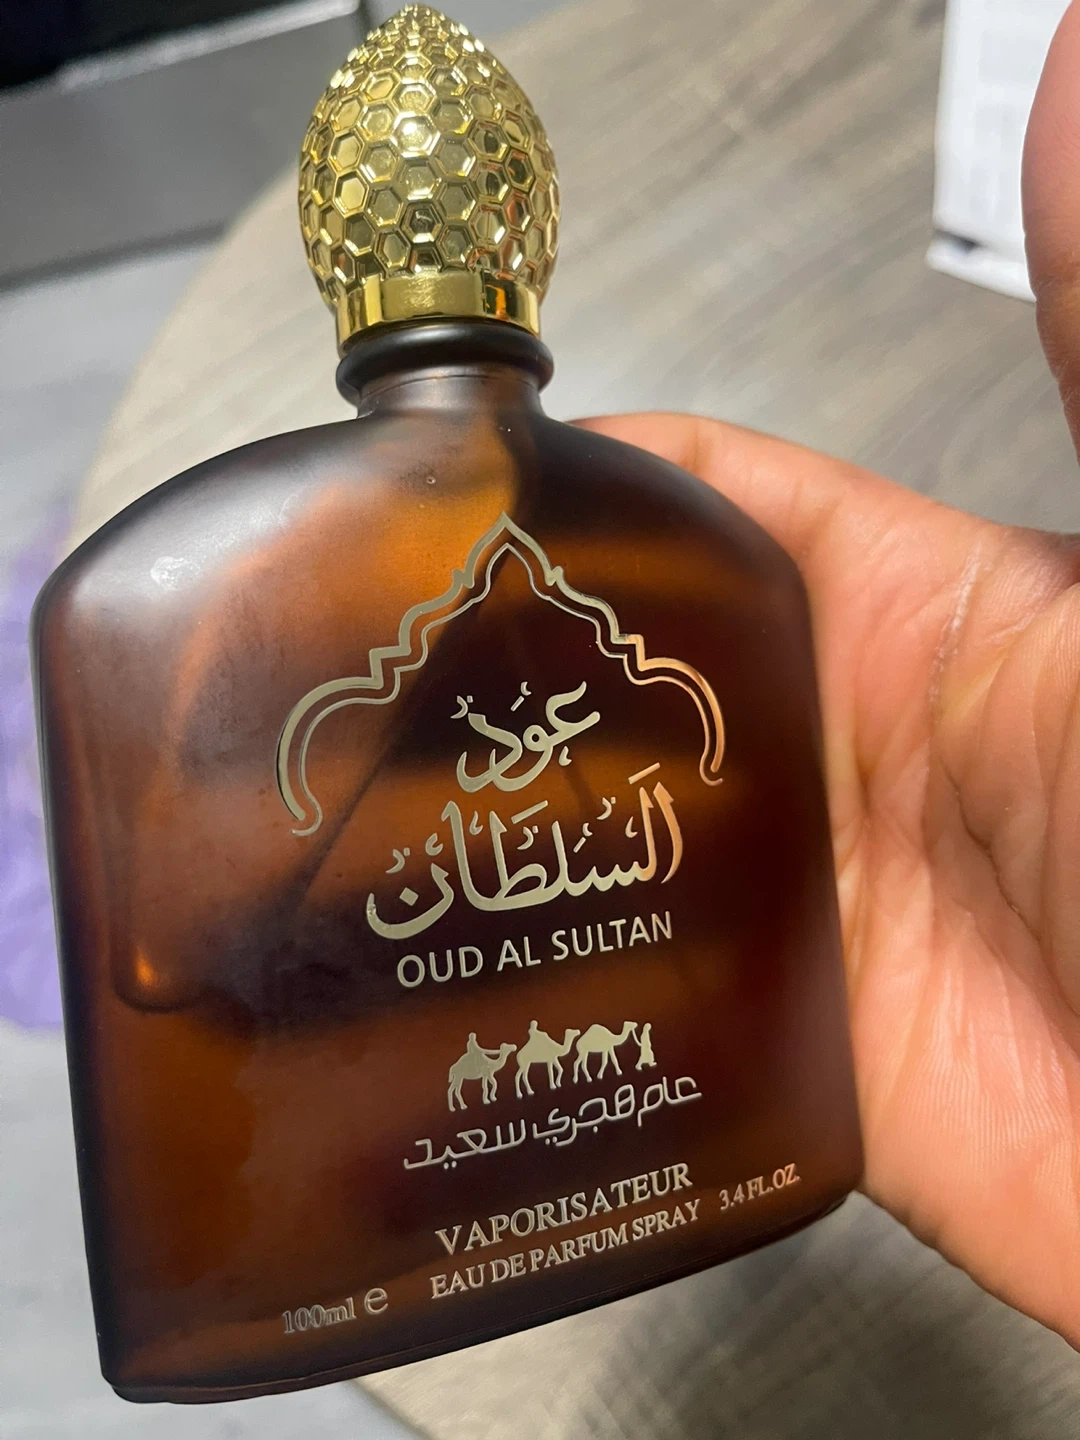 عود
السلطان
OUD AL SULTAN
عام هجري سعيد
VAPORISATEUR
EAU DE PARFUM SPRAY 3.4 FL.OZ.
100ml e